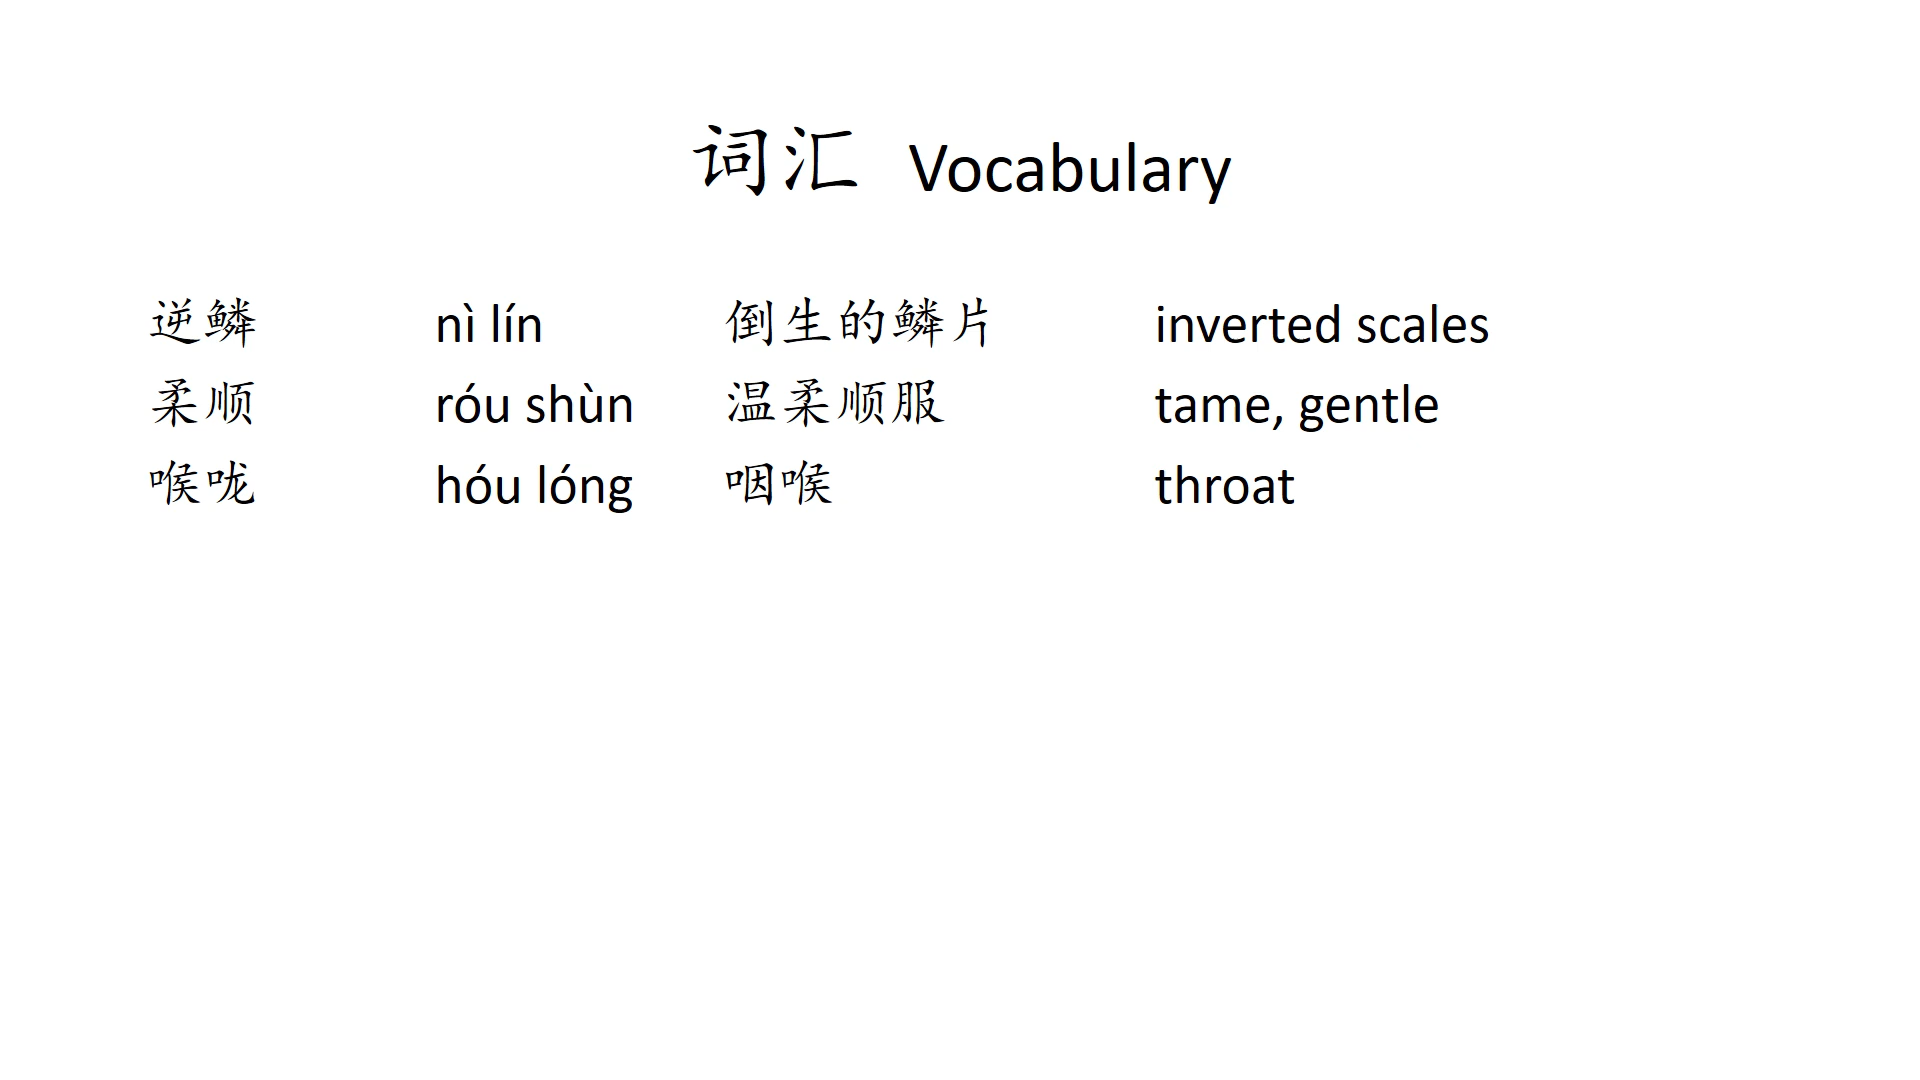 词汇 Vocabulary
逆鳞 nì lín 倒生的鳞片 inverted scales
柔顺 róu shùn 温柔顺服 tame, gentle
喉咙 hóu lóng 咽喉 throat